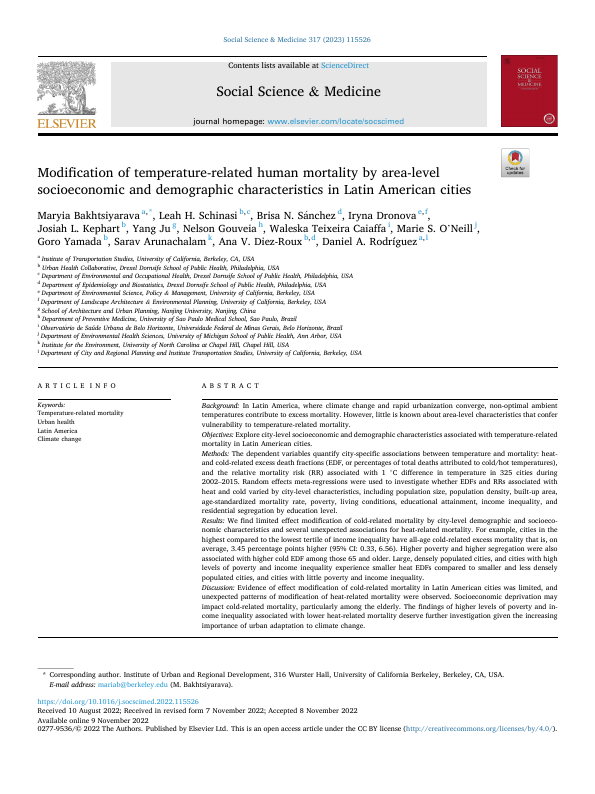 Social Science & Medicine 317 (2023) 115526
Contents lists available at ScienceDirect
Social Science & Medicine
journal homepage: www.elsevier.com/locate/socscimed
ELSEVIER
SOCIAL
SCIENCE
&
MEDICINE
Check for
updates
Modification of temperature-related human mortality by area-level
socioeconomic and demographic characteristics in Latin American cities
Maryia Bakhtsiyarava a,*, Leah H. Schinasi b,c, Brisa N. Sánchez d, Iryna Dronova e,f,
Josiah L. Kephart b, Yang Ju g, Nelson Gouveia h, Waleska Teixeira Caiaffa i, Marie S. O'Neill j,
Goro Yamada b, Sarav Arunachalam k, Ana V. Diez-Roux b,d, Daniel A. Rodríguez a,l
a Institute of Transportation Studies, University of California, Berkeley, CA, USA
b Urban Health Collaborative, Drexel Dornsife School of Public Health, Philadelphia, USA
c Department of Environmental and Occupational Health, Drexel Dornsife School of Public Health, Philadelphia, USA
d Department of Epidemiology and Biostatistics, Drexel Dornsife School of Public Health, Philadelphia, USA
e Department of Environmental Science, Policy & Management, University of California, Berkeley, USA
f Department of Landscape Architecture & Environmental Planning, University of California, Berkeley, USA
g School of Architecture and Urban Planning, Nanjing University, Nanjing, China
h Department of Preventive Medicine, University of Sao Paulo Medical School, Sao Paulo, Brazil
i Observatório de Saúde Urbana de Belo Horizonte, Universidade Federal de Minas Gerais, Belo Horizonte, Brazil
j Department of Environmental Health Sciences, University of Michigan School of Public Health, Ann Arbor, USA
k Institute for the Environment, University of North Carolina at Chapel Hill, Chapel Hill, USA
l Department of City and Regional Planning and Institute Transportation Studies, University of California, Berkeley, USA
ARTICLE INFO
Keywords:
Temperature-related mortality
Urban health
Latin America
Climate change
ABSTRACT
Background: In Latin America, where climate change and rapid urbanization converge, non-optimal ambient
temperatures contribute to excess mortality. However, little is known about area-level characteristics that confer
vulnerability to temperature-related mortality.
Objectives: Explore city-level socioeconomic and demographic characteristics associated with temperature-related
mortality in Latin American cities.
Methods: The dependent variables quantify city-specific associations between temperature and mortality: heat-
and cold-related excess death fractions (EDF, or percentages of total deaths attributed to cold/hot temperatures),
and the relative mortality risk (RR) associated with 1 °C difference in temperature in 325 cities during
2002–2015. Random effects meta-regressions were used to investigate whether EDFs and RRs associated with
heat and cold varied by city-level characteristics, including population size, population density, built-up area,
age-standardized mortality rate, poverty, living conditions, educational attainment, income inequality, and
residential segregation by education level.
Results: We find limited effect modification of cold-related mortality by city-level demographic and socioeco-
nomic characteristics and several unexpected associations for heat-related mortality. For example, cities in the
highest compared to the lowest tertile of income inequality have all-age cold-related excess mortality that is, on
average, 3.45 percentage points higher (95% CI: 0.33, 6.56). Higher poverty and higher segregation were also
associated with higher cold EDF among those 65 and older. Large, densely populated cities, and cities with high
levels of poverty and income inequality experience smaller heat EDFs compared to smaller and less densely
populated cities, and cities with little poverty and income inequality.
Discussion: Evidence of effect modification of cold-related mortality in Latin American cities was limited, and
unexpected patterns of modification of heat-related mortality were observed. Socioeconomic deprivation may
impact cold-related mortality, particularly among the elderly. The findings of higher levels of poverty and in-
come inequality associated with lower heat-related mortality deserve further investigation given the increasing
importance of urban adaptation to climate change.
* Corresponding author. Institute of Urban and Regional Development, 316 Wurster Hall, University of California Berkeley, Berkeley, CA, USA.
E-mail address: mariab@berkeley.edu (M. Bakhtsiyarava).
https://doi.org/10.1016/j.socscimed.2022.115526
Received 10 August 2022; Received in revised form 7 November 2022; Accepted 8 November 2022
Available online 9 November 2022
0277-9536/© 2022 The Authors. Published by Elsevier Ltd. This is an open access article under the CC BY license (http://creativecommons.org/licenses/by/4.0/).